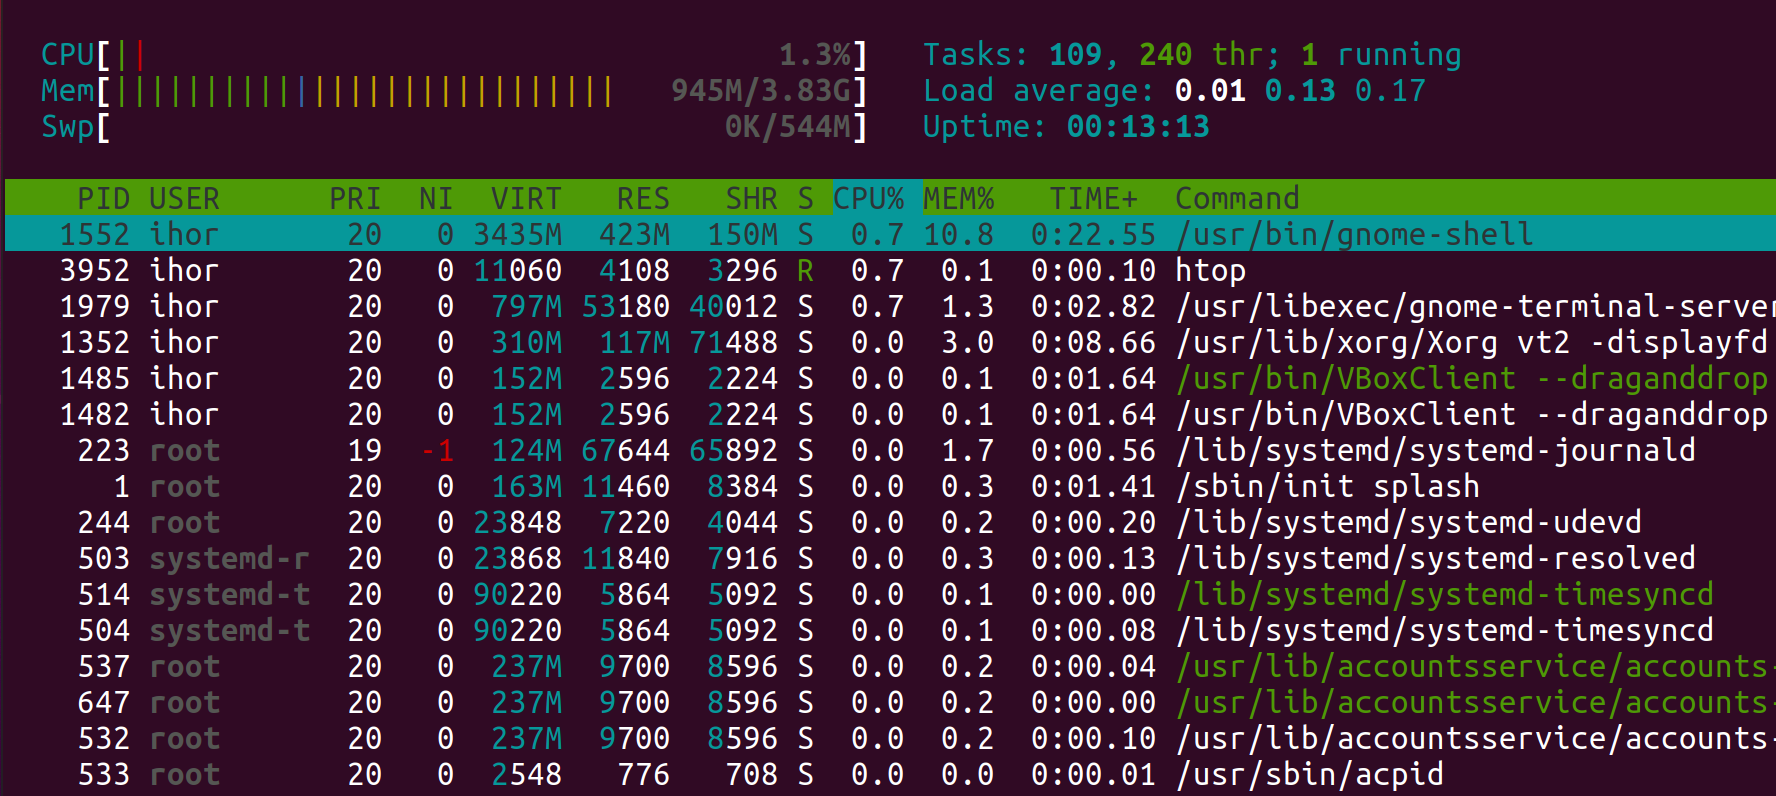 CPU[|| 1.3%] Tasks: 109, 240 thr; 1 running
Mem[|||||||||||||||||||||||||||| 945M/3.83G] Load average: 0.01 0.13 0.17
Swp[ 0K/544M] Uptime: 00:13:13
PID USER PRI NI VIRT RES SHR S CPU% MEM% TIME+ Command
1552 ihor 20 0 3435M 423M 150M S 0.7 10.8 0:22.55 /usr/bin/gnome-shell
3952 ihor 20 0 11060 4108 3296 R 0.7 0.1 0:00.10 htop
1979 ihor 20 0 797M 53180 40012 S 0.7 1.3 0:02.82 /usr/libexec/gnome-terminal-server
1352 ihor 20 0 310M 117M 71488 S 0.0 3.0 0:08.66 /usr/lib/xorg/Xorg vt2 -displayfd
1485 ihor 20 0 152M 2596 2224 S 0.0 0.1 0:01.64 /usr/bin/VBoxClient --draganddrop
1482 ihor 20 0 152M 2596 2224 S 0.0 0.1 0:01.64 /usr/bin/VBoxClient --draganddrop
223 root 19 -1 124M 67644 65892 S 0.0 1.7 0:00.56 /lib/systemd/systemd-journald
1 root 20 0 163M 11460 8384 S 0.0 0.3 0:01.41 /sbin/init splash
244 root 20 0 23848 7220 4044 S 0.0 0.2 0:00.20 /lib/systemd/systemd-udevd
503 systemd-r 20 0 23868 11840 7916 S 0.0 0.3 0:00.13 /lib/systemd/systemd-resolved
514 systemd-t 20 0 90220 5864 5092 S 0.0 0.1 0:00.00 /lib/systemd/systemd-timesyncd
504 systemd-t 20 0 90220 5864 5092 S 0.0 0.1 0:00.08 /lib/systemd/systemd-timesyncd
537 root 20 0 237M 9700 8596 S 0.0 0.2 0:00.04 /usr/lib/accountsservice/accounts-
647 root 20 0 237M 9700 8596 S 0.0 0.2 0:00.00 /usr/lib/accountsservice/accounts-
532 root 20 0 237M 9700 8596 S 0.0 0.2 0:00.10 /usr/lib/accountsservice/accounts-
533 root 20 0 2548 776 708 S 0.0 0.0 0:00.01 /usr/sbin/acpid